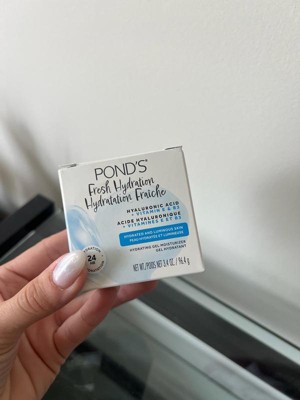 POND'S
Fresh Hydration
Hydratation Fraîche
HYALURONIC ACID
+ VITAMIN E & B3
ACIDE HYALURONIQUE
+ VITAMINES E ET B3
HYDRATED AND LUMINOUS SKIN
PEAU HYDRATÉE ET LUMINEUSE
24
HYDRATING GEL MOISTURIZER
GEL HYDRATANT
NET WT./POIDS NET 3.4 OZ. / 96.4 g